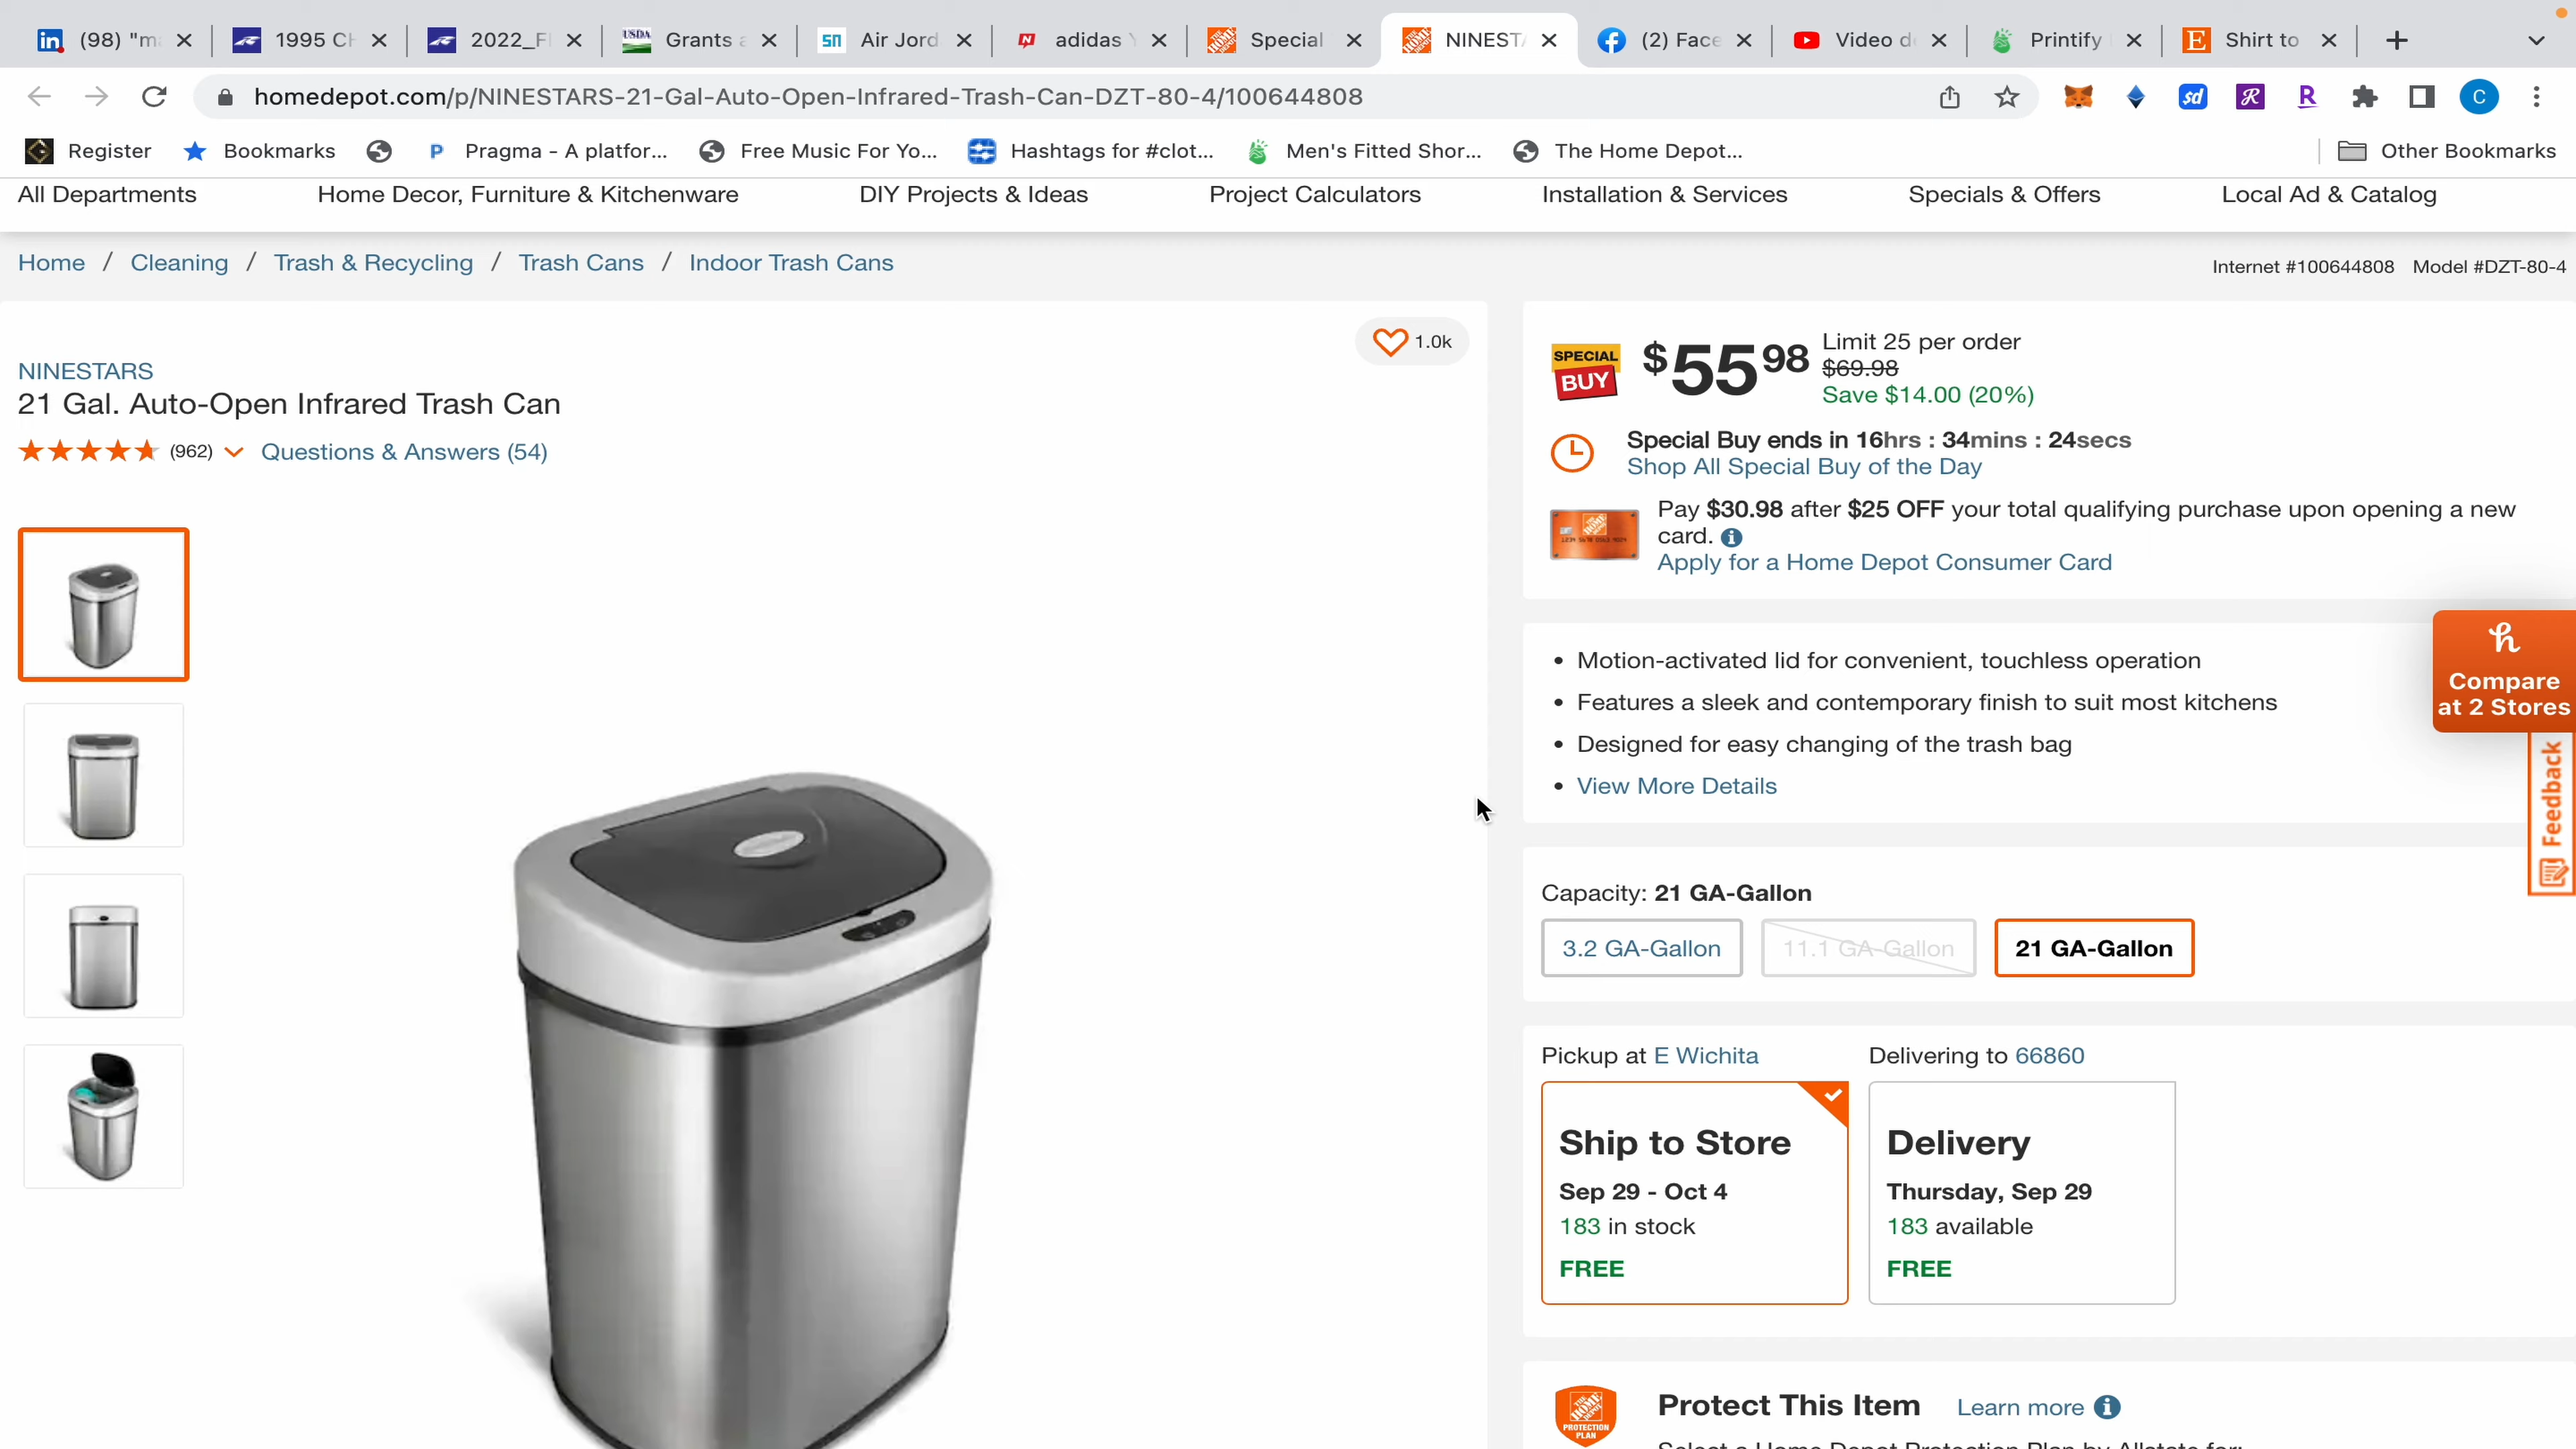 (98) "m
1995 Ch
2022_F
Grants a
Air Jord
adidas Y
Special
NINEST
(2) Face
Video d
Printify
Shirt to
homedepot.com/p/NINESTARS-21-Gal-Auto-Open-Infrared-Trash-Can-DZT-80-4/100644808
Register
Bookmarks
Pragma - A platfor...
Free Music For Yo...
Hashtags for #clot...
Men's Fitted Shor...
The Home Depot...
Other Bookmarks
All Departments
Home Decor, Furniture & Kitchenware
DIY Projects & Ideas
Project Calculators
Installation & Services
Specials & Offers
Local Ad & Catalog
Home / Cleaning / Trash & Recycling / Trash Cans / Indoor Trash Cans
Internet #100644808 Model #DZT-80-4
1.0k
NINESTARS
21 Gal. Auto-Open Infrared Trash Can
(962)
Questions & Answers (54)
SPECIAL
BUY
$55 98
Limit 25 per order
$69.98
Save $14.00 (20%)
Special Buy ends in 16hrs : 34mins : 24secs
Shop All Special Buy of the Day
Pay $30.98 after $25 OFF your total qualifying purchase upon opening a new
card.
Apply for a Home Depot Consumer Card
• Motion-activated lid for convenient, touchless operation
• Features a sleek and contemporary finish to suit most kitchens
• Designed for easy changing of the trash bag
• View More Details
Compare
at 2 Stores
Feedback
Capacity: 21 GA-Gallon
3.2 GA-Gallon
11.1 GA-Gallon
21 GA-Gallon
Pickup at E Wichita
Ship to Store
Sep 29 - Oct 4
183 in stock
FREE
Delivering to 66860
Delivery
Thursday, Sep 29
183 available
FREE
PROTECTION
PLAN
Protect This Item
Learn more
Select a Home Depot Protection Plan by Allstate for: